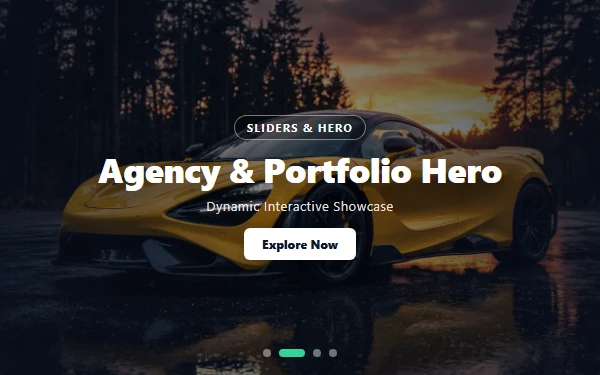 SLIDERS & HERO
Agency & Portfolio Hero
Dynamic Interactive Showcase
Explore Now